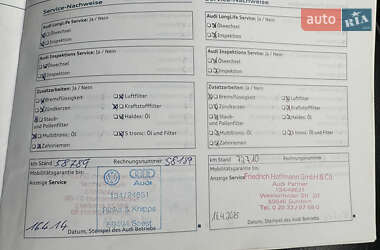 Service-Nachweise
Service-Nachweise
AUTO RIA.com
Audi LongLife Service: Ja / Nein
Ölwechsel
Inspektion
Audi Inspektions Service: Ja / Nein
Ölwechsel
Inspektion
Zusatzarbeiten: Ja / Nein
Bremsflüssigkeit
Luftfilter
Zündkerzen
Kraftstofffilter
Staub- und Pollenfilter
Haldex: Öl
Multitronic: Öl
S tronic: Öl und Filter
Zahnriemen
km Stand 58789
Rechnungsnummer
Mobilitätsgarantie bis
Anzeige Service
Audi
16.4.14
Datum, Stempel des Audi Betriebs
Audi LongLife Service: Ja / Nein
Ölwechsel
Inspektion
Audi Inspektions Service: Ja / Nein
Ölwechsel
Inspektion
Zusatzarbeiten: Ja / Nein
Bremsflüssigkeit
Luftfilter
Zündkerzen
Kraftstofffilter
Staub- und Pollenfilter
Haldex: Öl
Multitronic: Öl
S tronic: Öl und Filter
Zahnriemen
km Stand
Rechnungsnummer
Mobilitätsgarantie bis
Anzeige Service
Friedrich Hoffmann GmbH & Co
Audi Partner
Datum, Stempel des Audi Betriebs